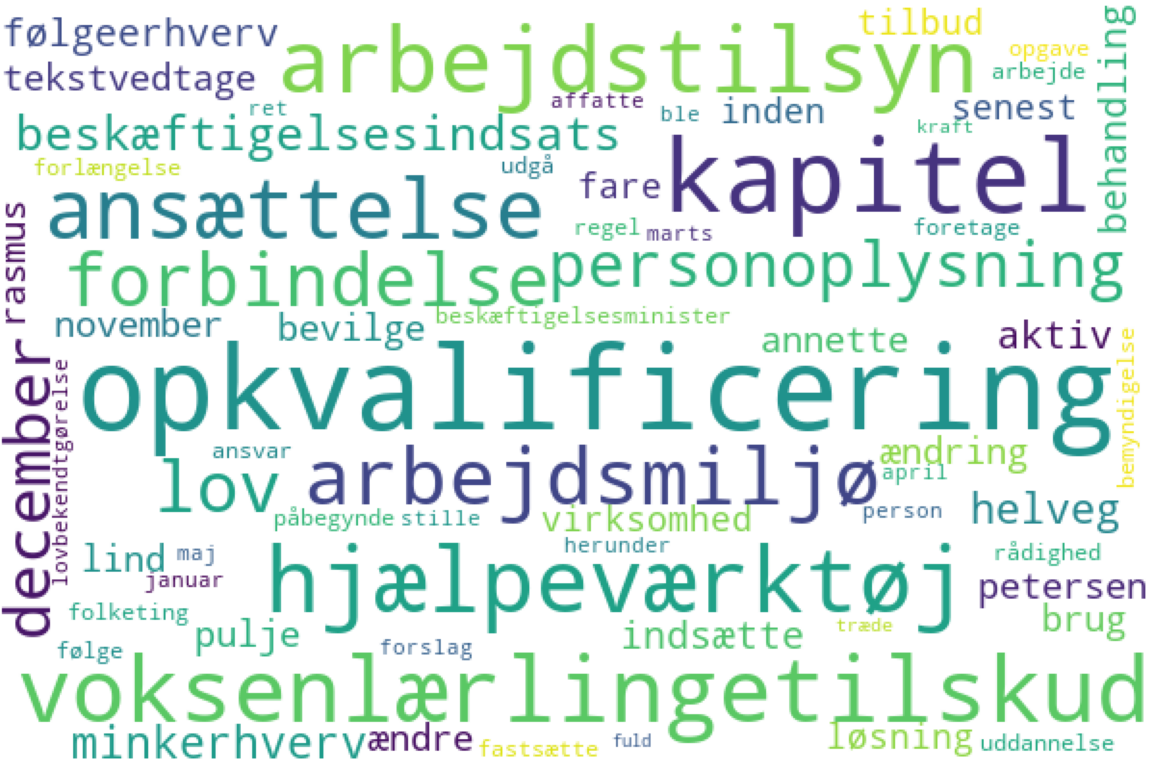 følgeerhverv
arbejdstilsyn
tilbud
behandling
opgave
tekstvedtage
arbejde
ret
affatte
ble
inden
senest
beskæftigelsesindsats
kraft
forlængelse
udgå
kapitel
ansættelse
fare
rasmus
regel
marts
foretage
forbindelse
personoplysning
november
bevilge
beskæftigelsesminister
annette
aktiv
bemyndigelse
december
lovbekendtgørelse
opkvalificering
ansvar
ændring
lov
arbejdsmiljø
april
påbegynde
stille
virksomhed
person
helveg
lind
maj
januar
herunder
rådighed
hjælpeværktøj
petersen
folketing
pulje
indsætte
træde
brug
følge
forslag
voksenlærlingetilskud
minkerhverv
ændre
fastsætte
fuld
løsning
uddannelse